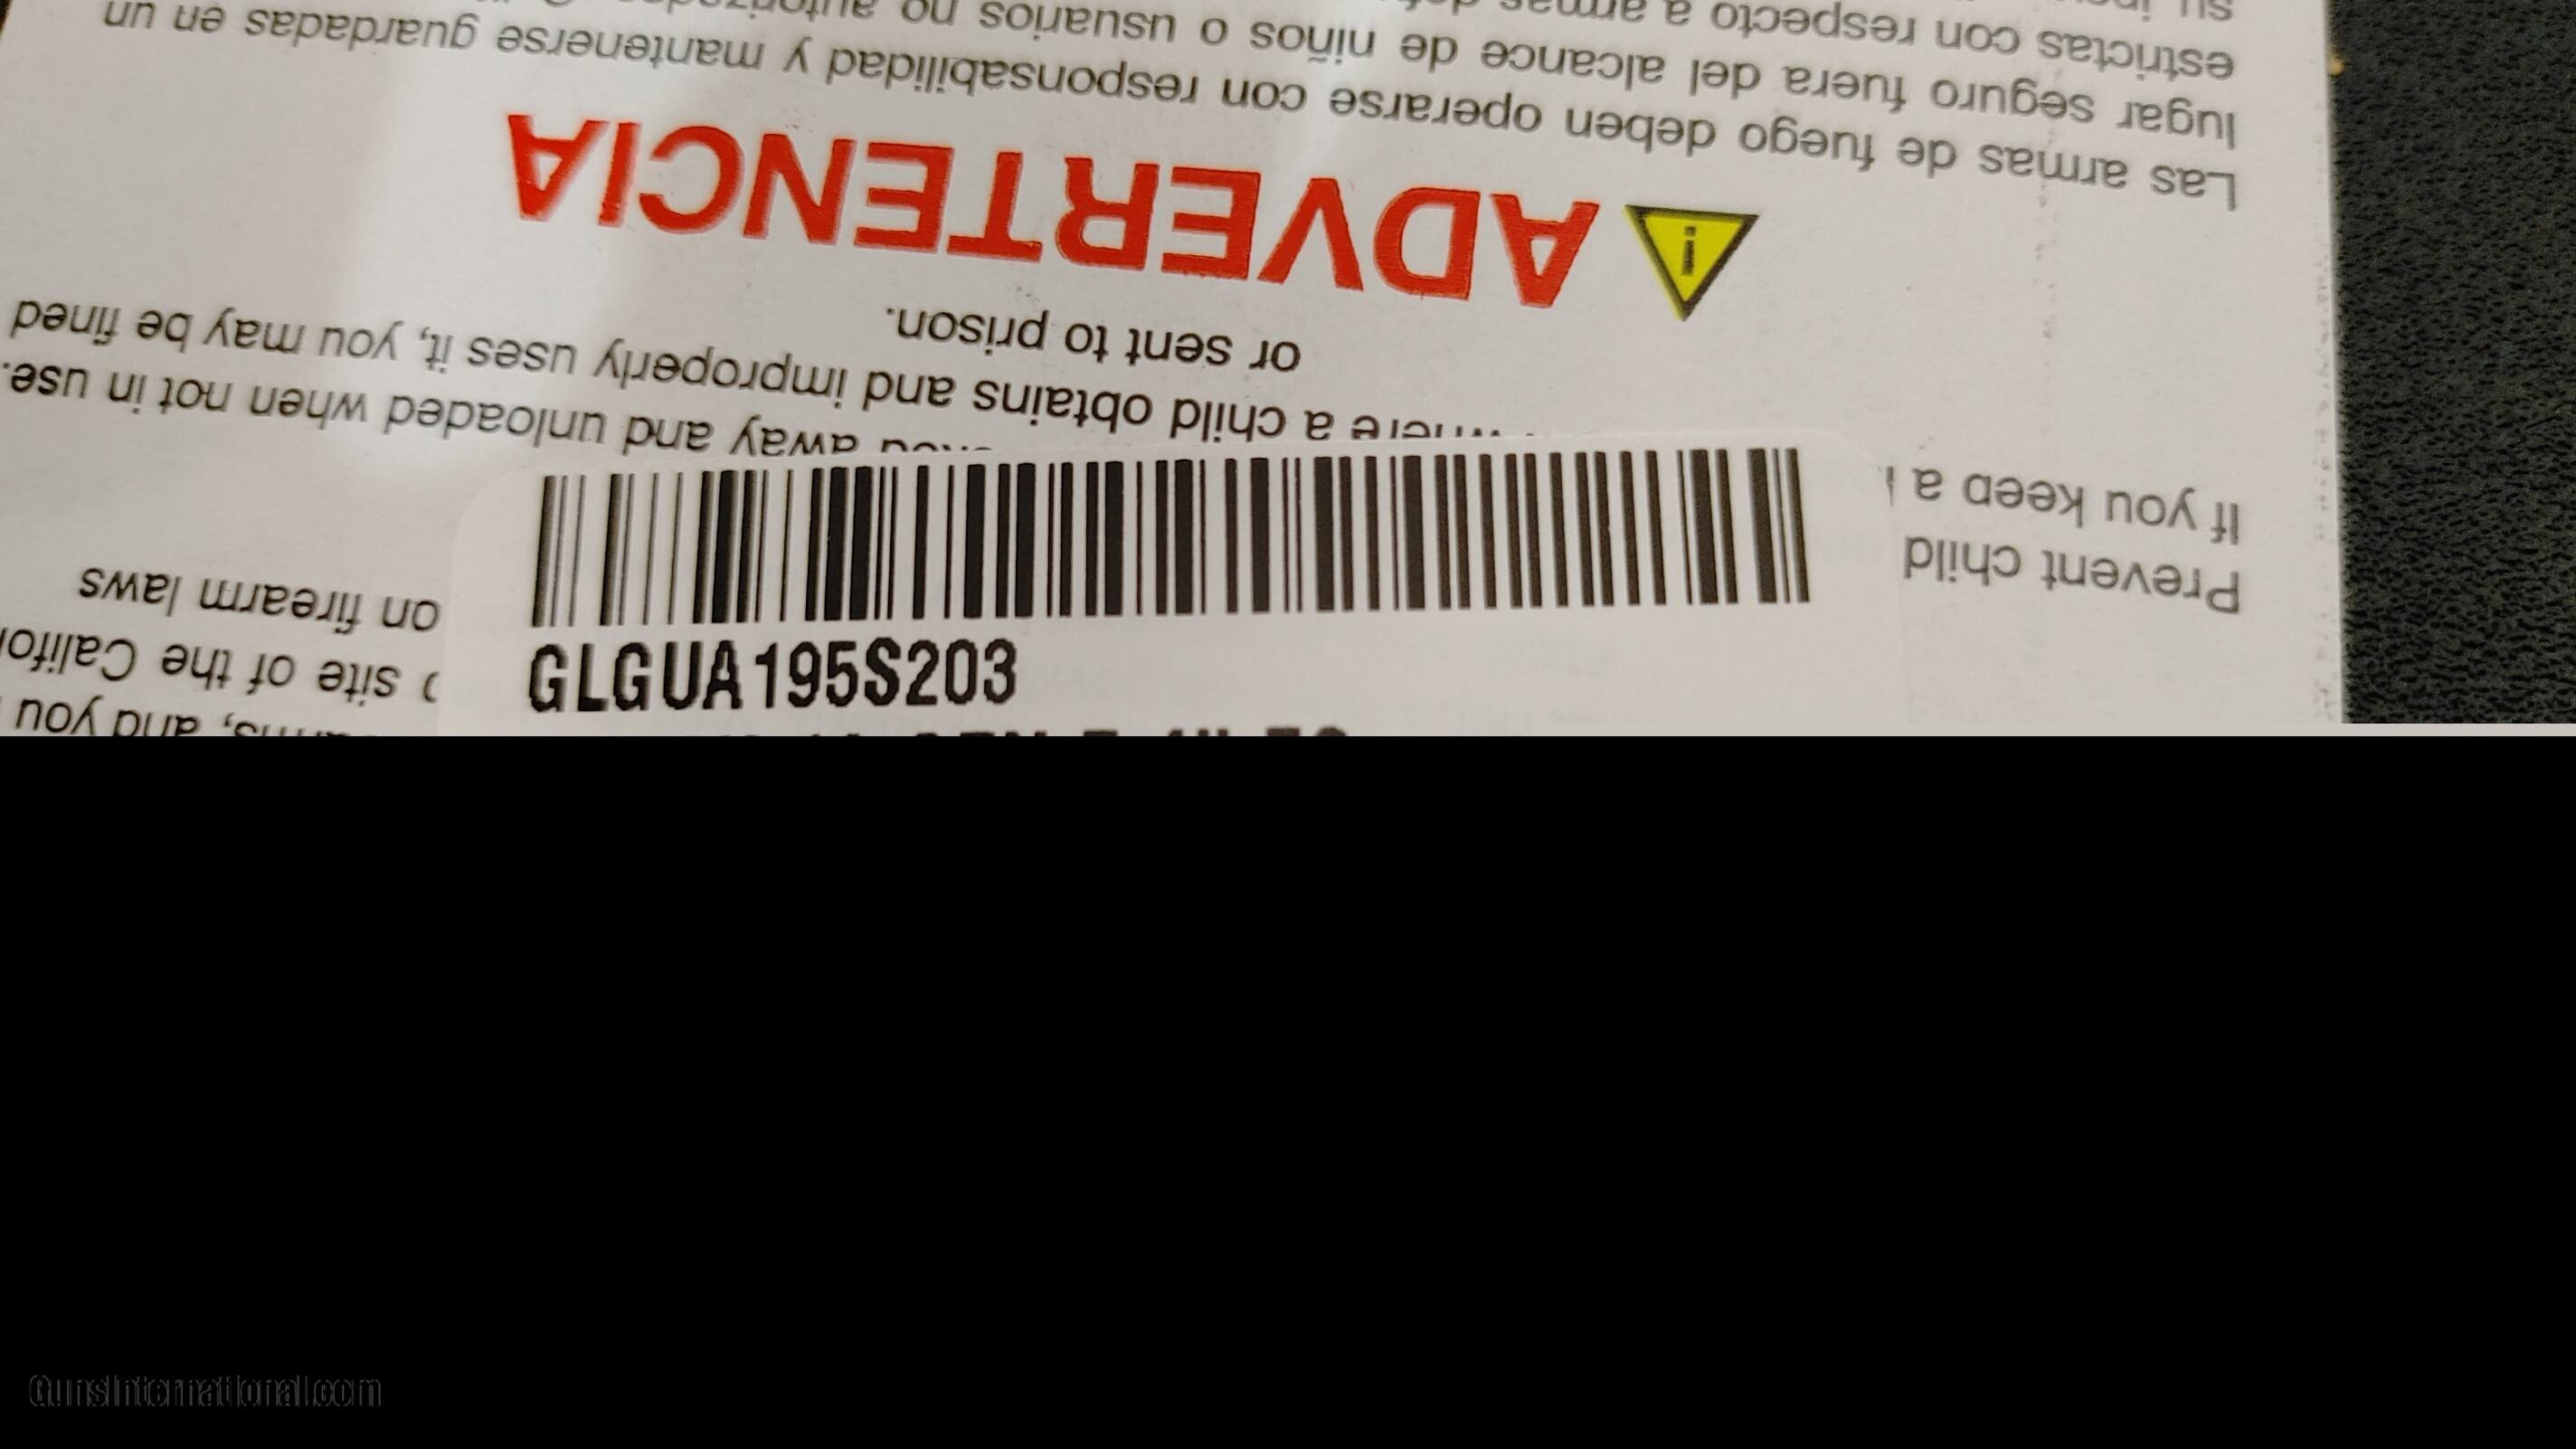 GLGUA195S203
and you
site of the
on firearm laws
Prevent child
If you keep a
away and unloaded when not in use.
where a child obtains and improperly uses it, you may be fined
or sent to prison.
ADVERTENCIA
Las armas de fuego deben operarse con responsabilidad y mantenerse guardadas en un
lugar seguro fuera del alcance de niños o usuarios no
estrictas con respecto a armas
su
GunsInternational.com